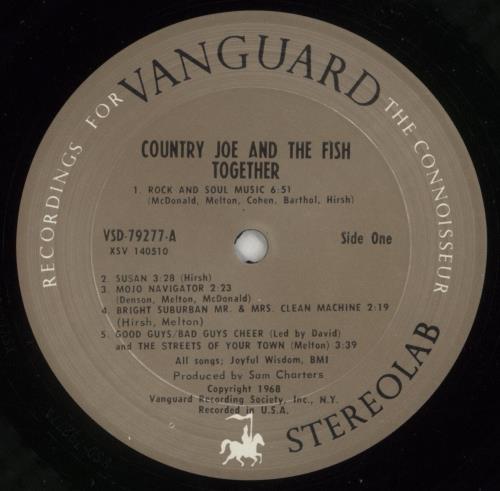 RECORDINGS FOR VANGUARD THE CONNOISSEUR
COUNTRY JOE AND THE FISH
TOGETHER
1. ROCK AND SOUL MUSIC 6:51
(McDonald, Melton, Cohen, Barthol, Hirsh)
VSD-79277-A
XSV 140510
Side One
2. SUSAN 3:28 (Hirsh)
3. MOJO NAVIGATOR 2:23
(Denson, Melton, McDonald)
4. BRIGHT SUBURBAN MR. & MRS. CLEAN MACHINE 2:19
(Hirsh, Melton)
5. GOOD GUYS/BAD GUYS CHEER (Led by David)
and THE STREETS OF YOUR TOWN (Melton) 3:39
All songs; Joyful Wisdom, BMI
Produced by Sam Charters
Copyright 1968
Vanguard Recording Society, Inc., N.Y.
Recorded in U.S.A.
STEREOLAB